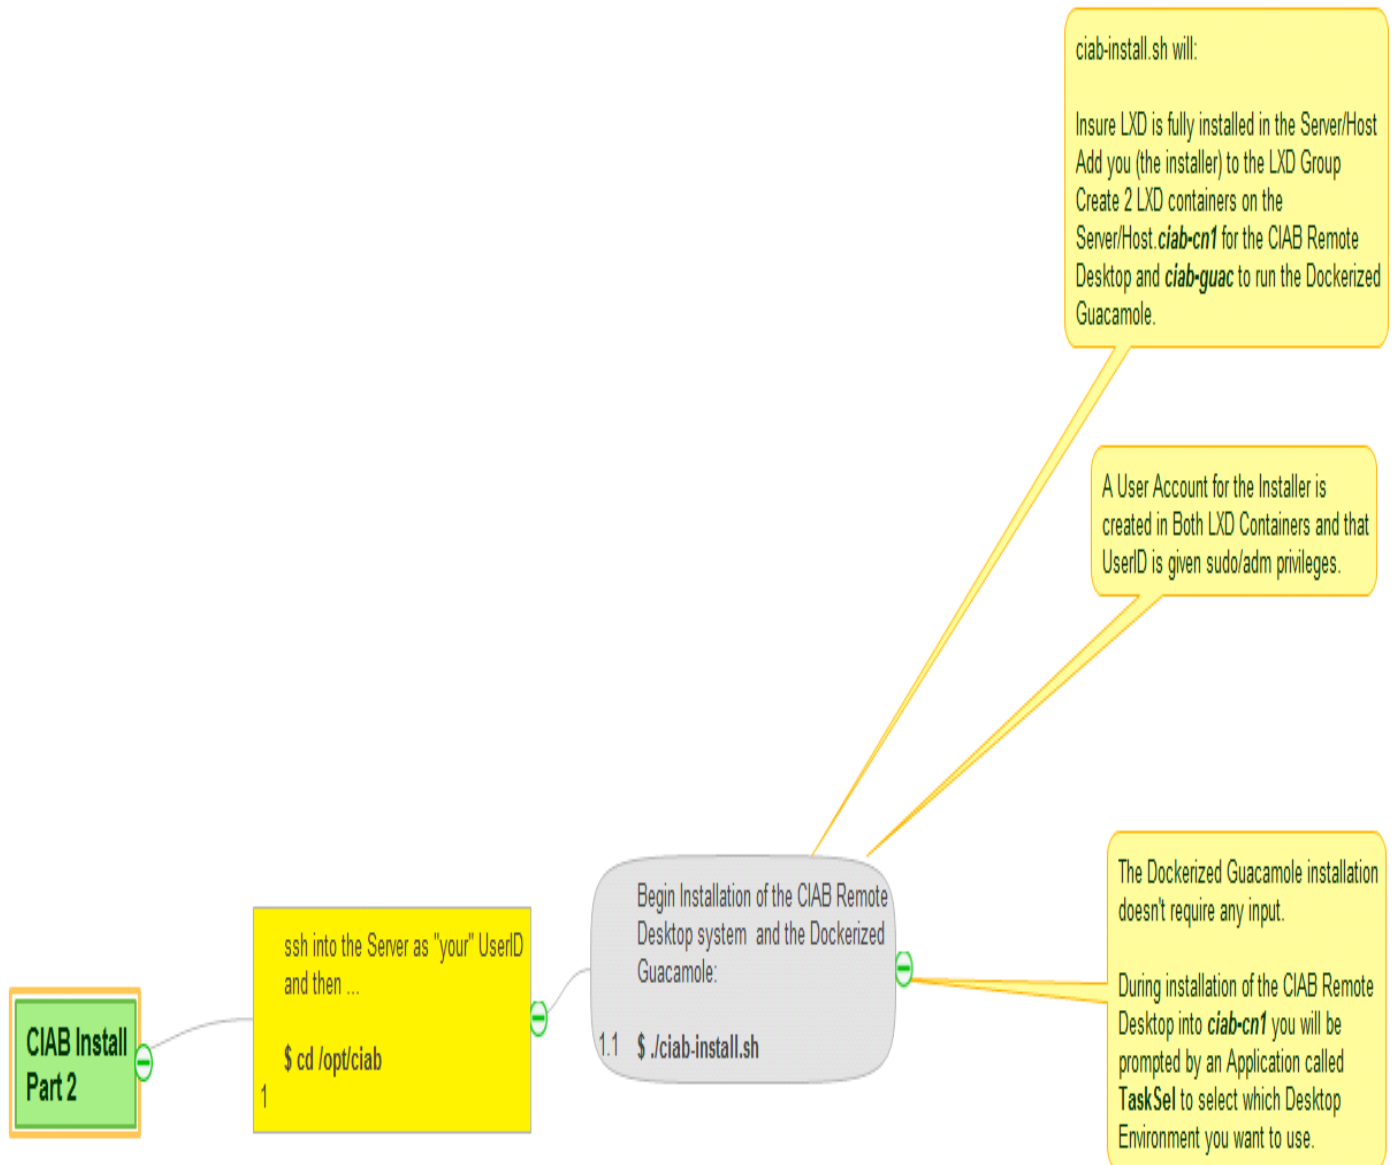 CIAB Install
Part 2
ssh into the Server as "your" UserID
and then ...
$ cd /opt/ciab
1
Begin Installation of the CIAB Remote
Desktop system and the Dockerized
Guacamole:
1.1 $ ./ciab-install.sh
ciab-install.sh will:
Insure LXD is fully installed in the Server/Host
Add you (the installer) to the LXD Group
Create 2 LXD containers on the
Server/Host.ciab-cn1 for the CIAB Remote
Desktop and ciab-guac to run the Dockerized
Guacamole.
A User Account for the Installer is
created in Both LXD Containers and that
UserID is given sudo/adm privileges.
The Dockerized Guacamole installation
doesn't require any input.
During installation of the CIAB Remote
Desktop into ciab-cn1 you will be
prompted by an Application called
TaskSel to select which Desktop
Environment you want to use.